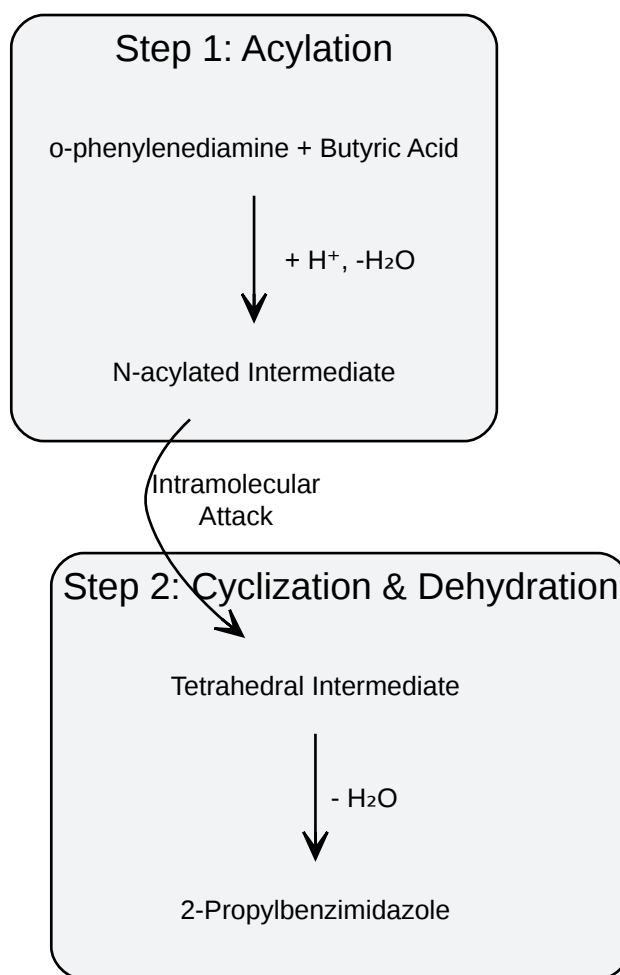 Step 1: Acylation
o-phenylenediamine + Butyric Acid
+ H⁺, -H₂O
N-acylated Intermediate
Intramolecular
Attack
Step 2: Cyclization & Dehydration
Tetrahedral Intermediate
- H₂O
2-Propylbenzimidazole